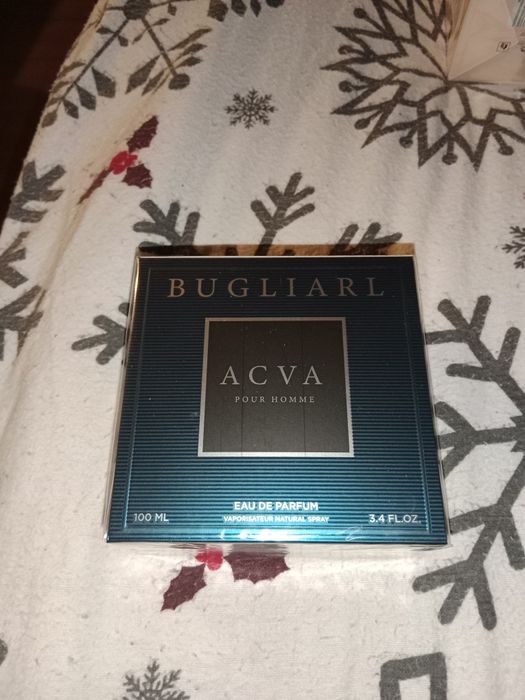 BUGLIARL
ACVA
POUR HOMME
EAU DE PARFUM
100 ML VAPORISATEUR NATURAL SPRAY 3.4 FL.OZ.